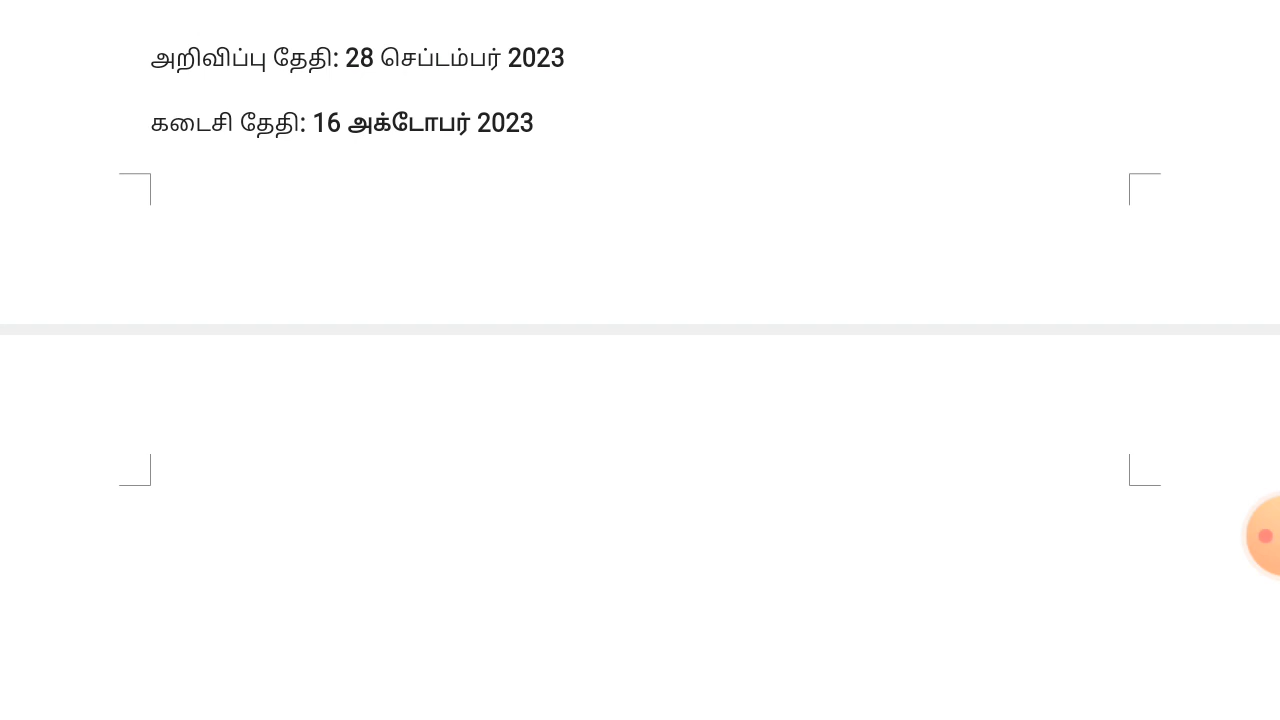 அறிவிப்பு தேதி: 28 செப்டம்பர் 2023
கடைசி தேதி: 16 அக்டோபர் 2023